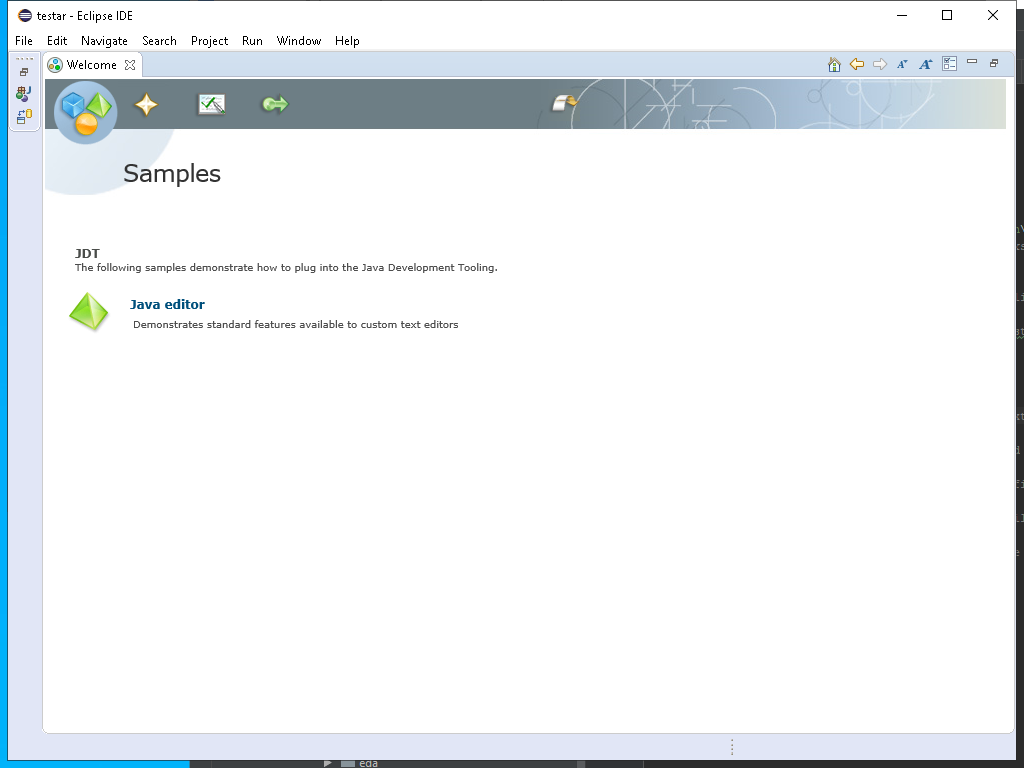 testar - Eclipse IDE
File Edit Navigate Search Project Run Window Help
Welcome
Samples
JDT
The following samples demonstrate how to plug into the Java Development Tooling.
Java editor
Demonstrates standard features available to custom text editors
eda